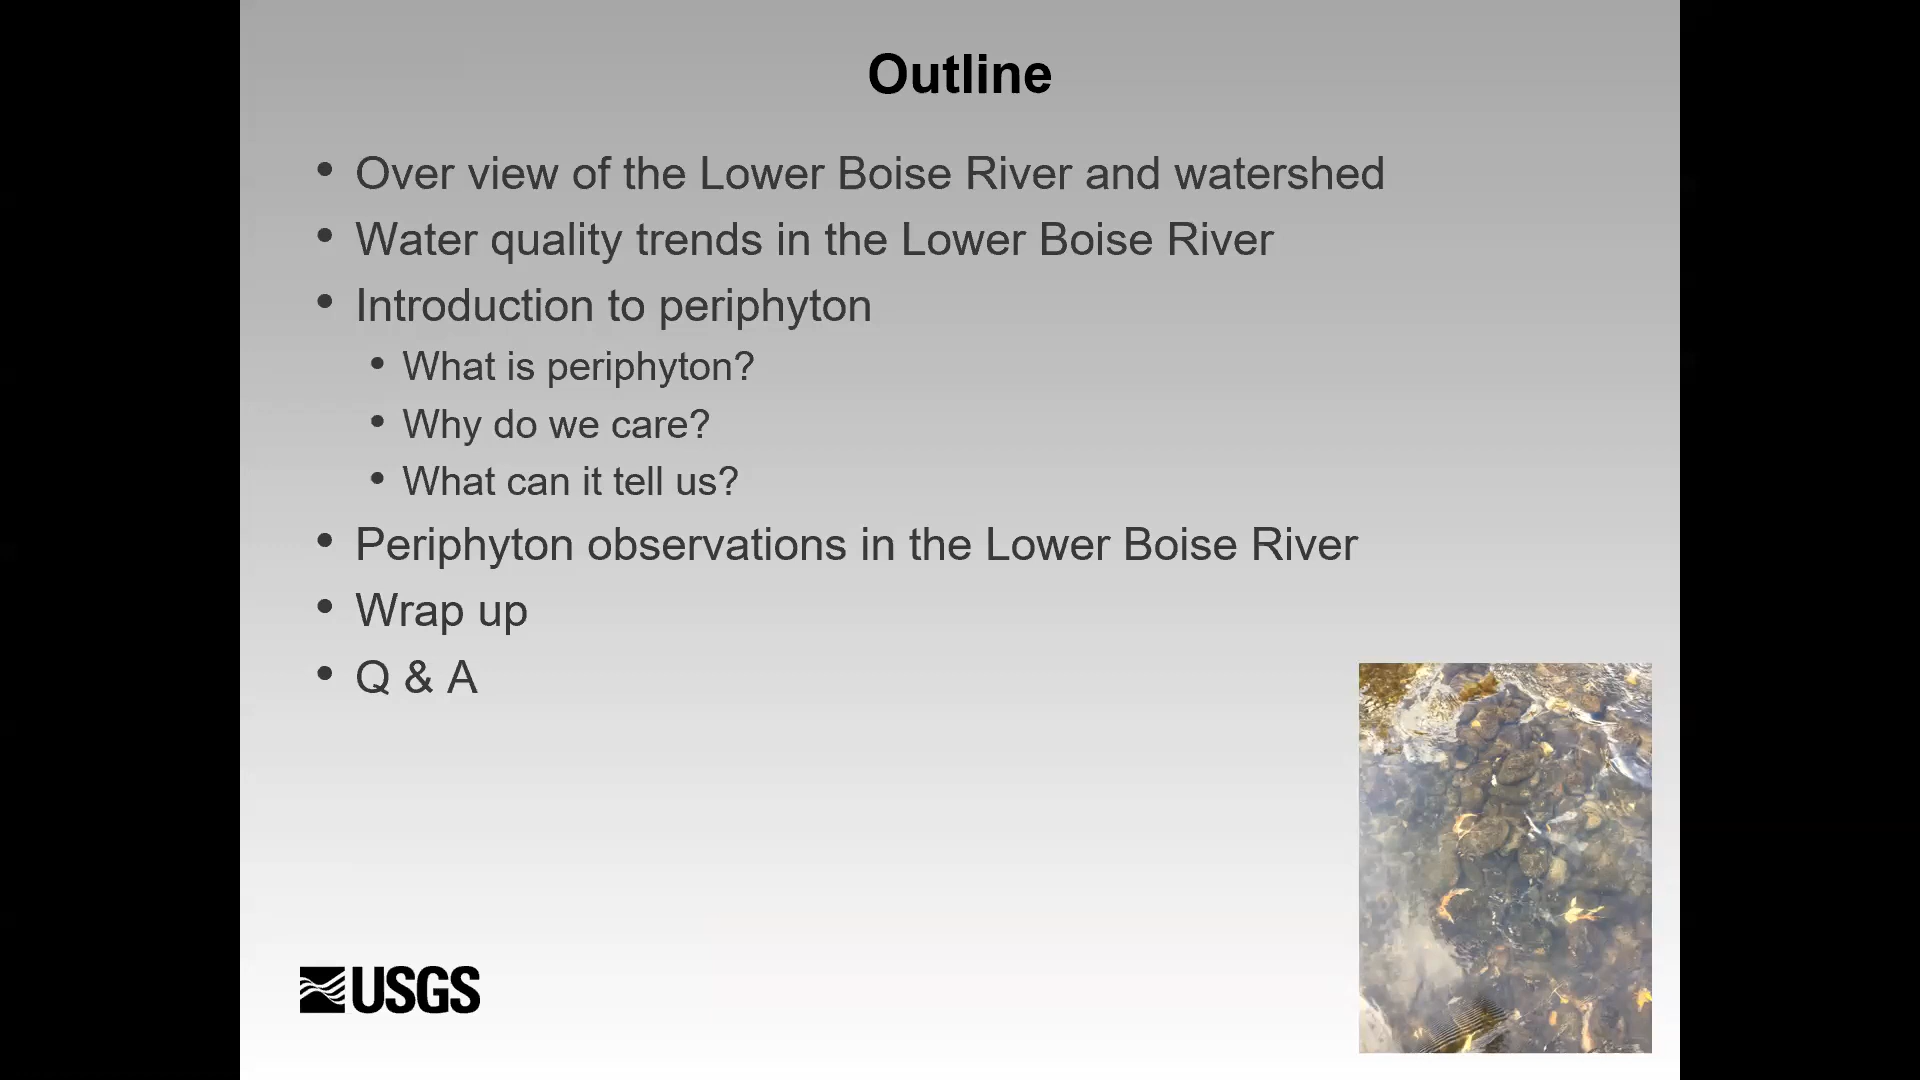 Outline
• Over view of the Lower Boise River and watershed
• Water quality trends in the Lower Boise River
• Introduction to periphyton
• What is periphyton?
• Why do we care?
• What can it tell us?
• Periphyton observations in the Lower Boise River
• Wrap up
• Q & A
USGS